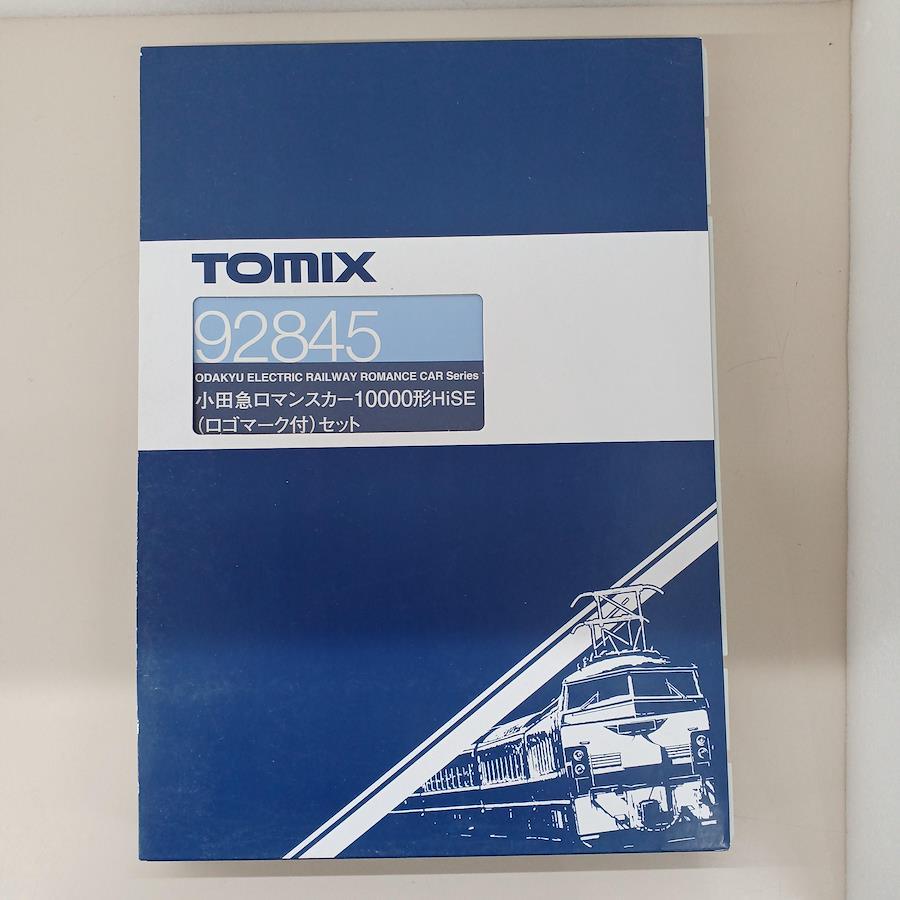 TOMIX
92845
ODAKYU ELECTRIC RAILWAY ROMANCE CAR Series
小田急ロマンスカー10000形HiSE
(ロゴマーク付)セット